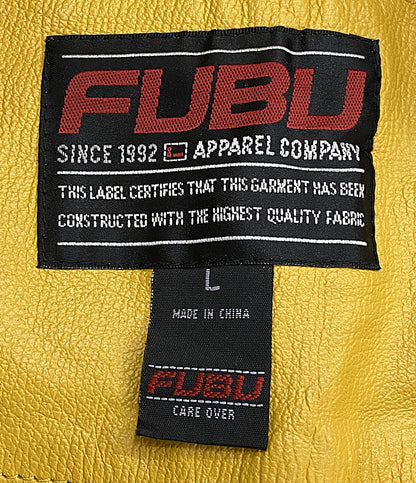 FUBU
SINCE 1992 L APPAREL COMPANY
THIS LABEL CERTIFIES THAT THIS GARMENT HAS BEEN
CONSTRUCTED WITH THE HIGHEST QUALITY FABRIC
L
MADE IN CHINA
FUBU
CARE OVER